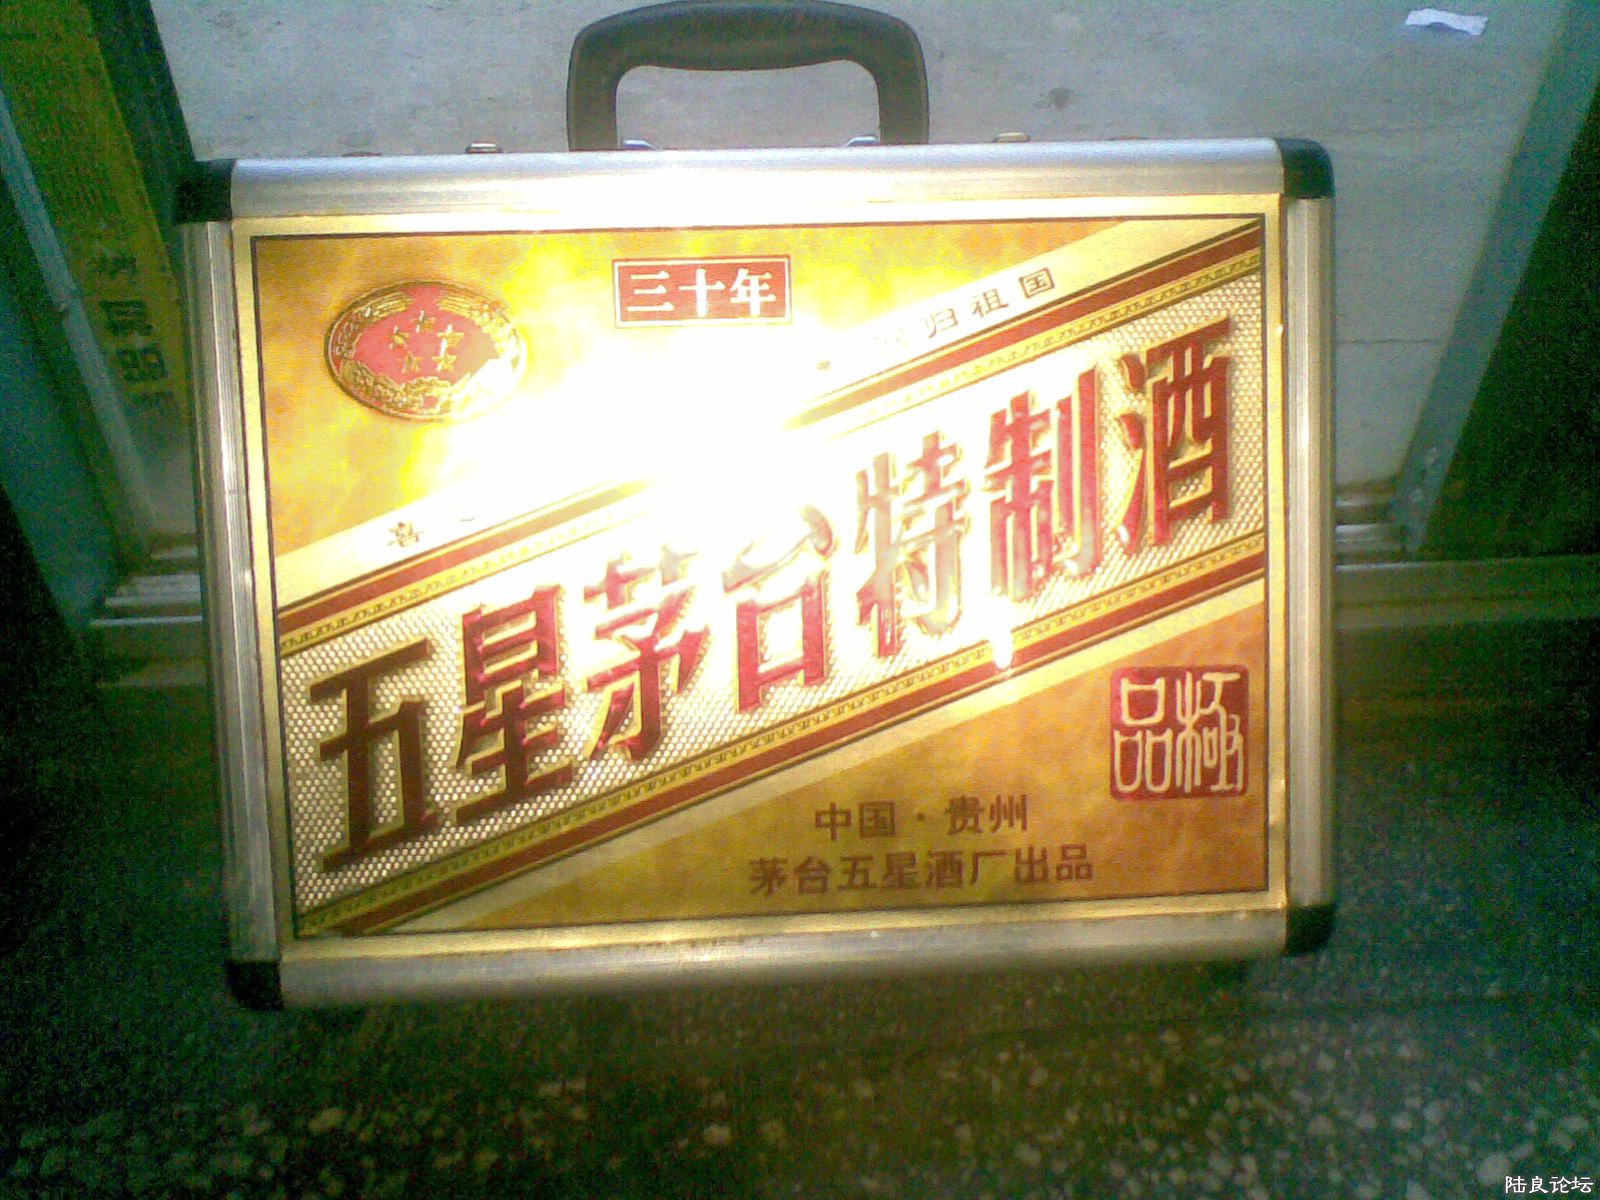 三十年
喜
归祖国
五星茅台特制酒
品極
中国·贵州
茅台五星酒厂出品
陆良论坛